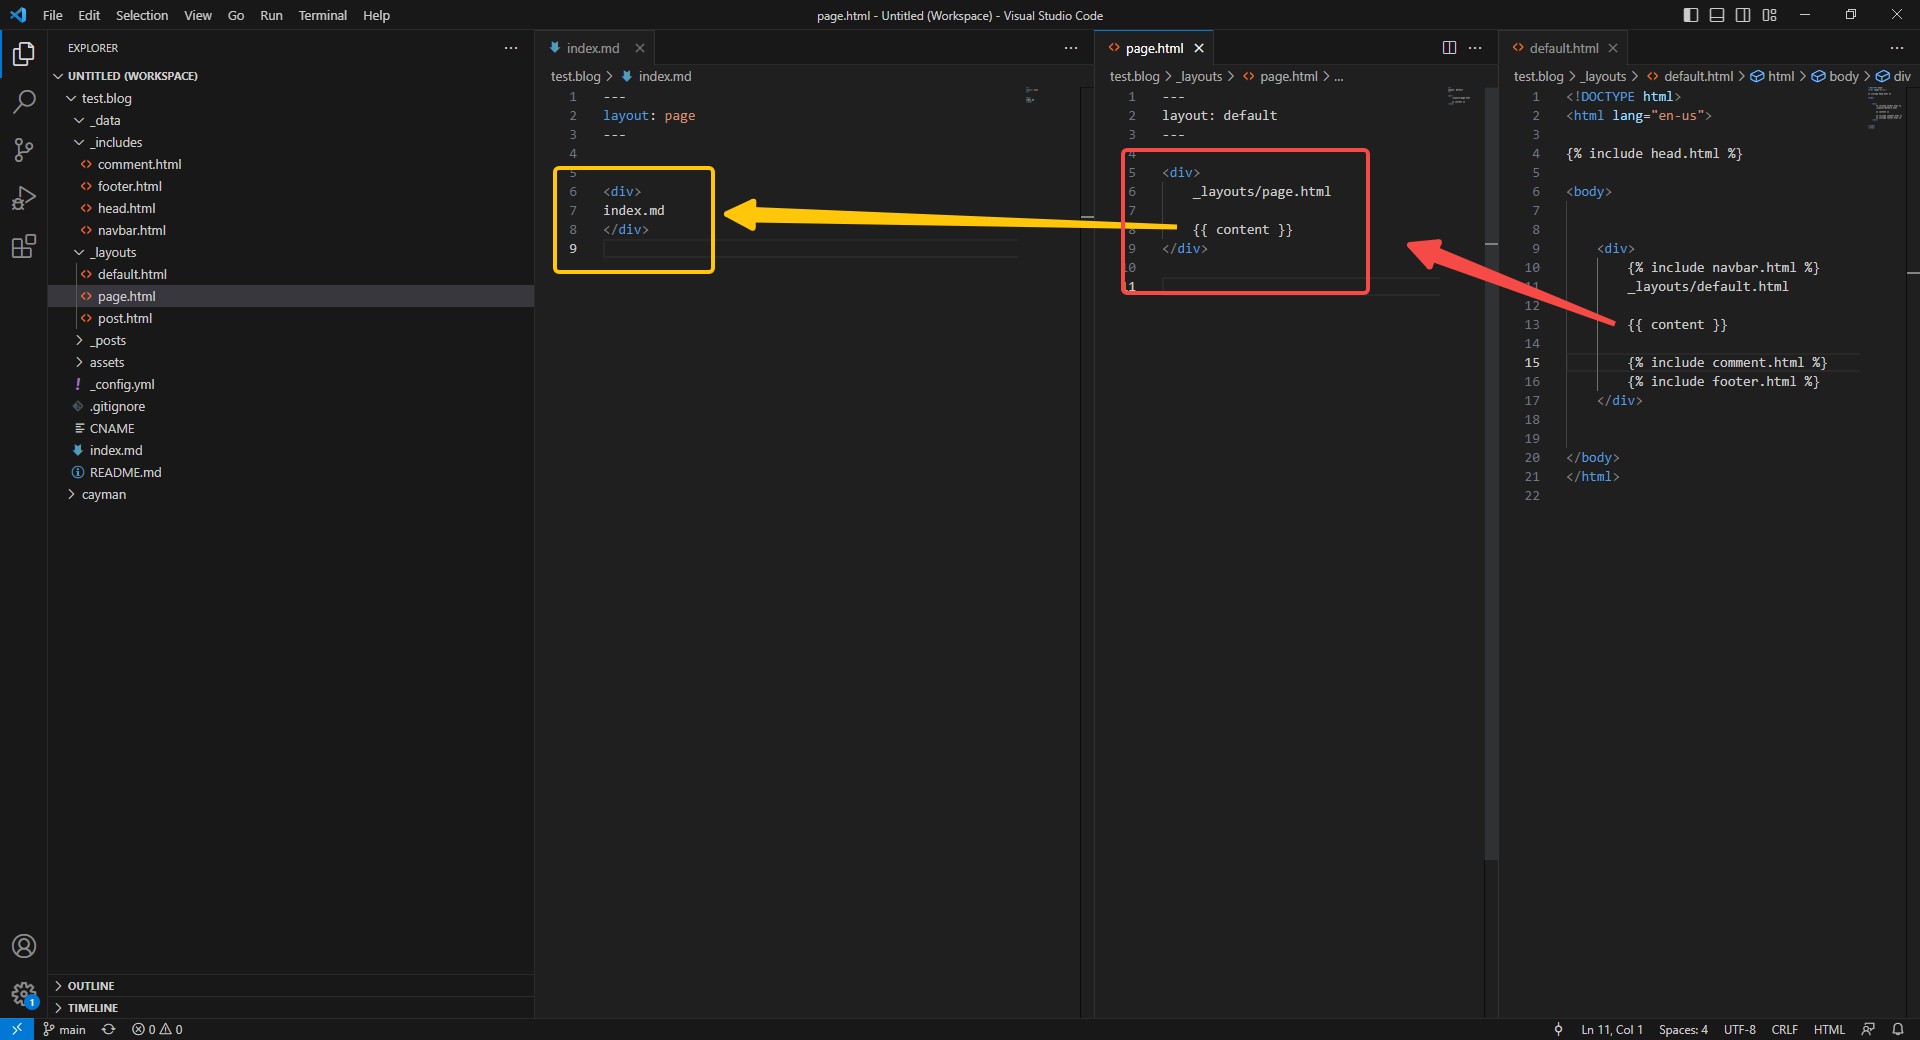 File Edit Selection View Go Run Terminal Help
page.html - Untitled (Workspace) - Visual Studio Code
EXPLORER
UNTITLED (WORKSPACE)
test.blog
_data
_includes
comment.html
footer.html
head.html
navbar.html
_layouts
default.html
page.html
post.html
_posts
assets
_config.yml
.gitignore
CNAME
index.md
README.md
cayman
OUTLINE
TIMELINE
index.md
test.blog > index.md
1 ---
2 layout: page
3 ---
4
5
6 <div>
7 index.md
8 </div>
9
page.html
test.blog > _layouts > page.html > ...
1 ---
2 layout: default
3 ---
4
5 <div>
6 _layouts/page.html
7
8 {{ content }}
9 </div>
10
11
default.html
test.blog > _layouts > default.html > html > body > div
1 <!DOCTYPE html>
2 <html lang="en-us">
3
4 {% include head.html %}
5
6 <body>
7
8
9 <div>
10 {% include navbar.html %}
11 _layouts/default.html
12
13 {{ content }}
14
15 {% include comment.html %}
16 {% include footer.html %}
17 </div>
18
19
20 </body>
21 </html>
22
1
main 0 0
Ln 11, Col 1 Spaces: 4 UTF-8 CRLF HTML